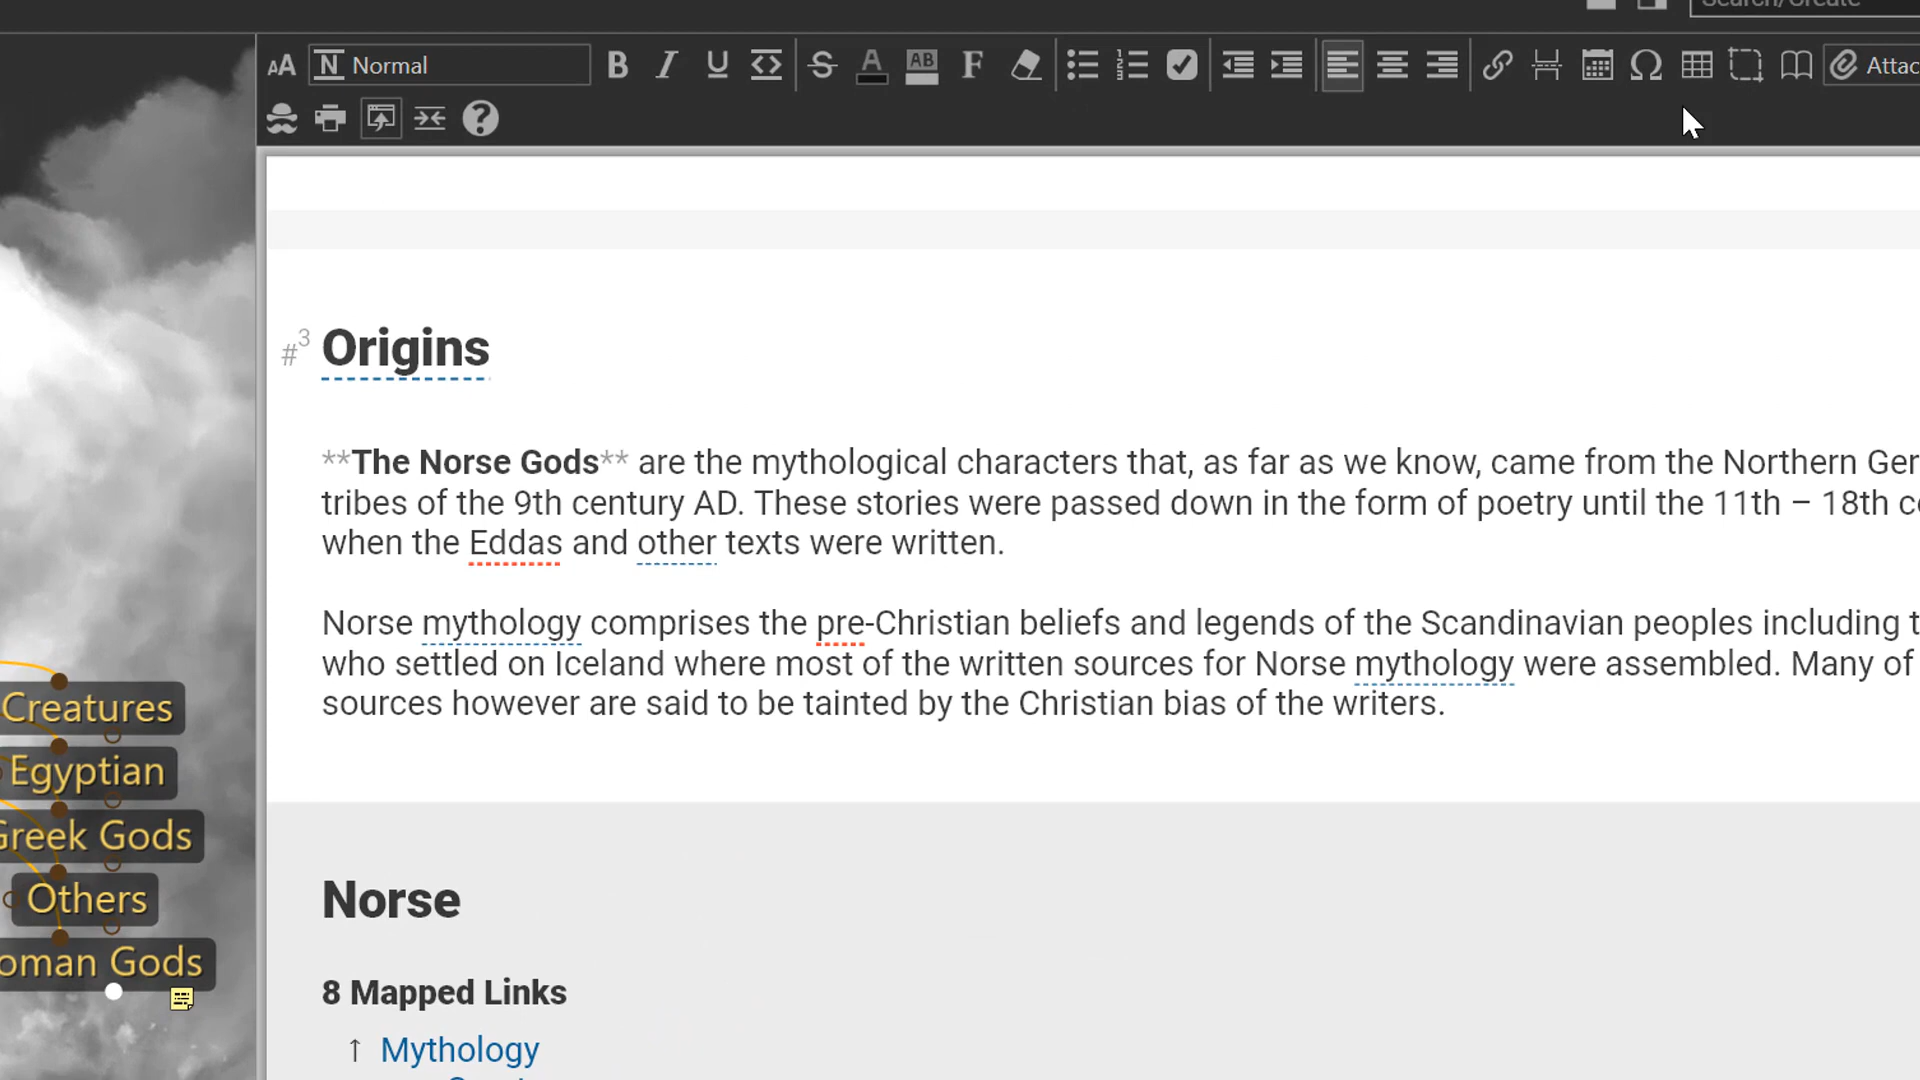 Search/Create
AA N Normal B I U S A AB F Ω Attac
?
#3 Origins
**The Norse Gods** are the mythological characters that, as far as we know, came from the Northern Ger
tribes of the 9th century AD. These stories were passed down in the form of poetry until the 11th – 18th c
when the Eddas and other texts were written.
Norse mythology comprises the pre-Christian beliefs and legends of the Scandinavian peoples including t
who settled on Iceland where most of the written sources for Norse mythology were assembled. Many of
sources however are said to be tainted by the Christian bias of the writers.
Creatures
Egyptian
Greek Gods
Others
oman Gods
Norse
8 Mapped Links
↑ Mythology